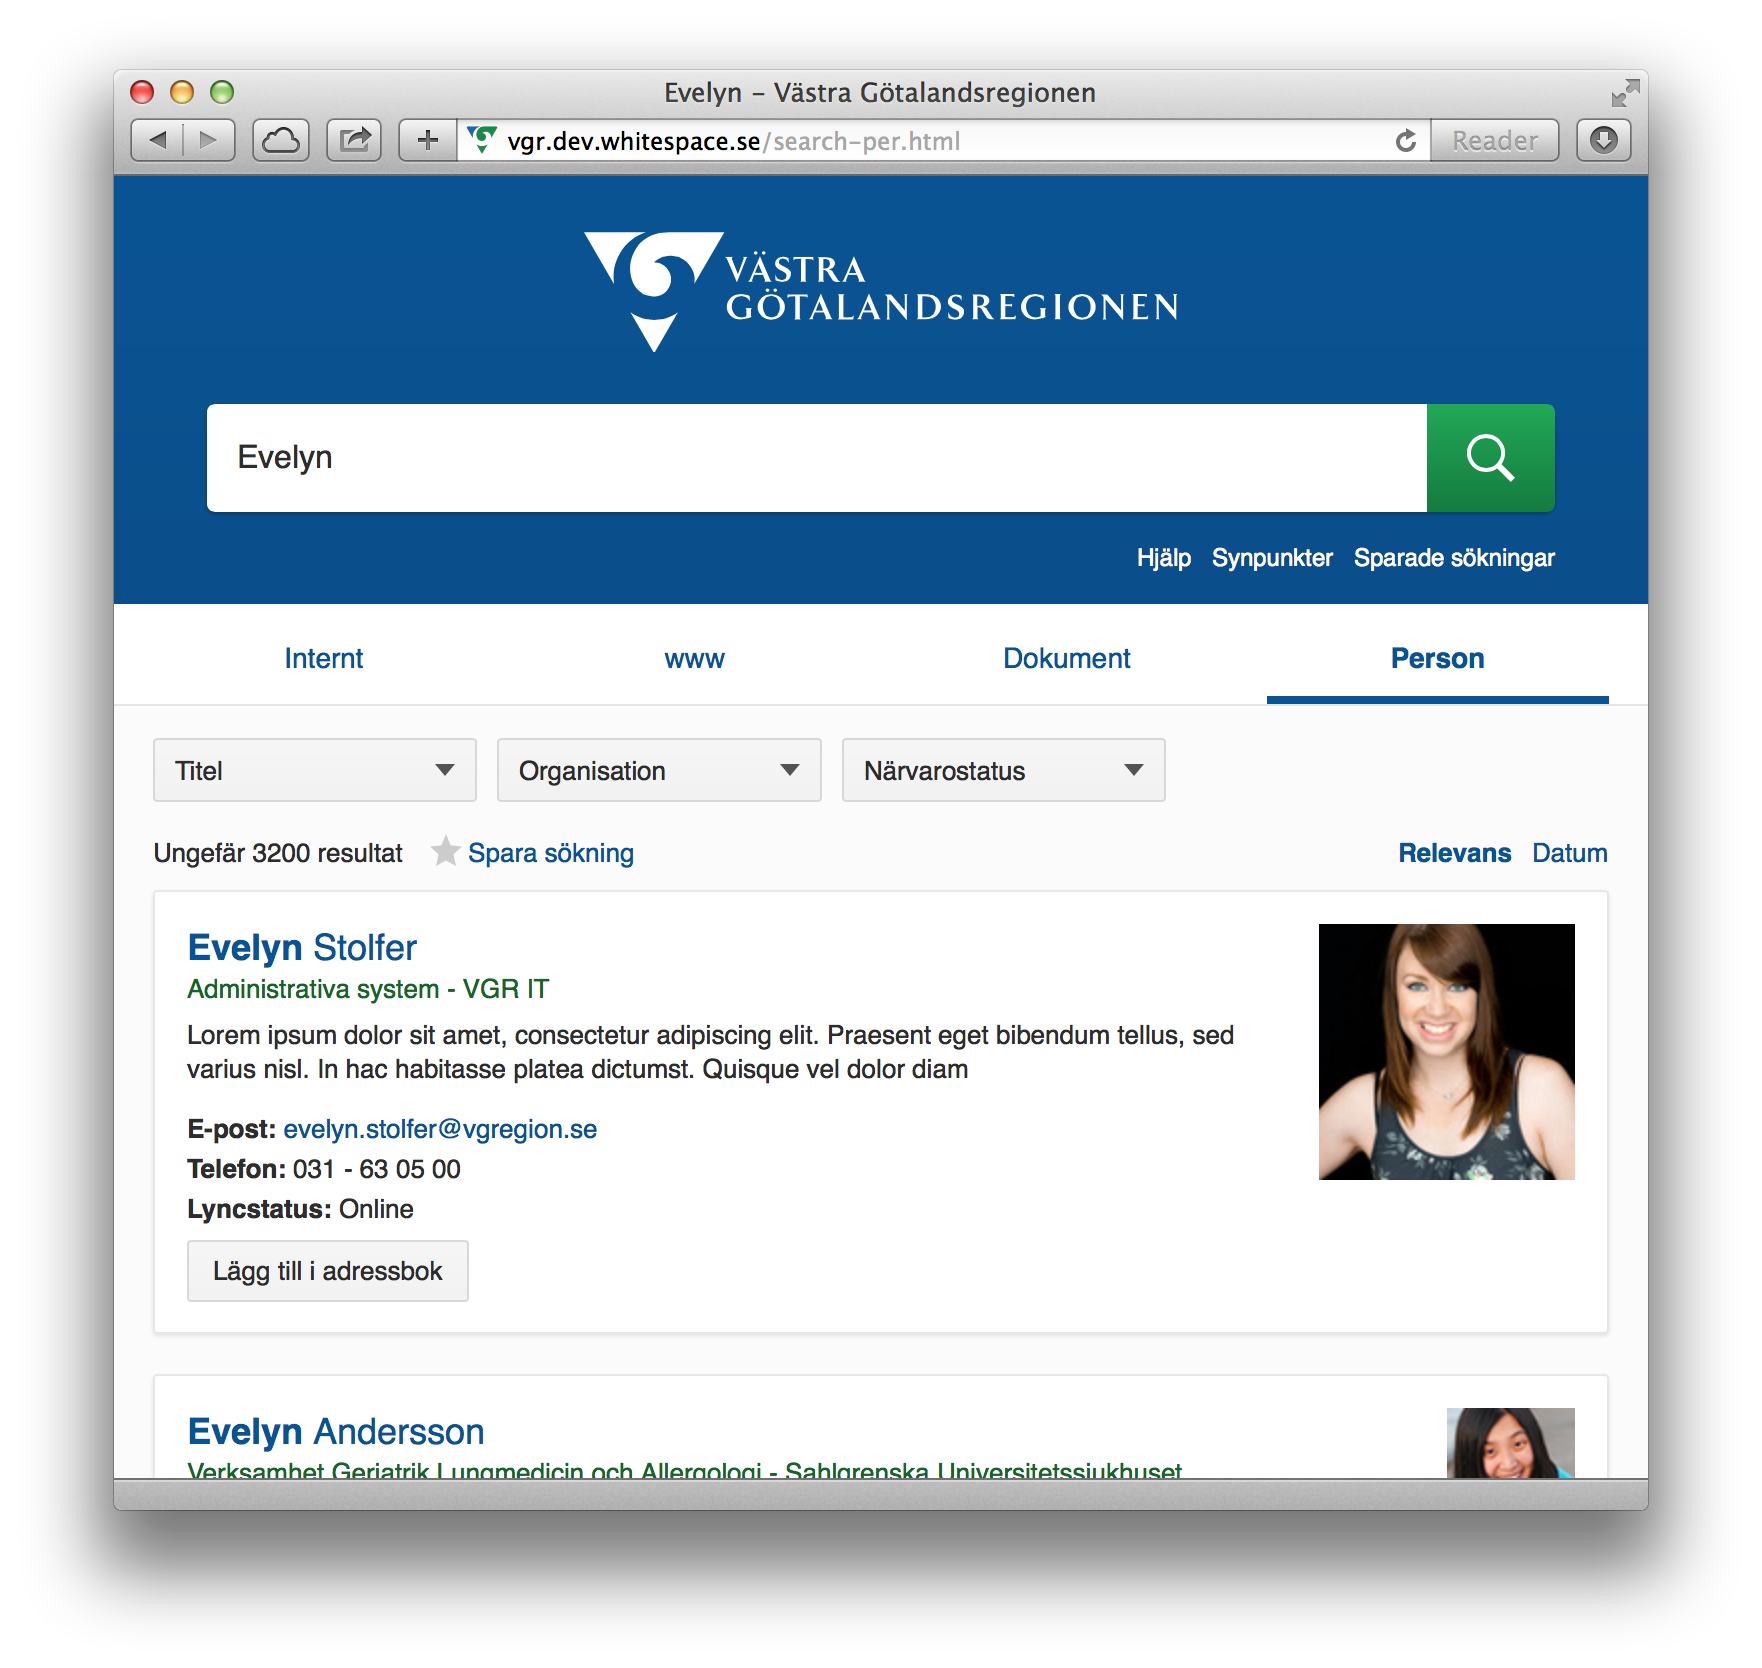 Evelyn – Västra Götalandsregionen
vgr.dev.whitespace.se/search-per.html
Reader
VÄSTRA
GÖTALANDSREGIONEN
Evelyn
Hjälp Synpunkter Sparade sökningar
Internt www Dokument Person
Titel Organisation Närvarostatus
Ungefär 3200 resultat Spara sökning Relevans Datum
Evelyn Stolfer
Administrativa system - VGR IT
Lorem ipsum dolor sit amet, consectetur adipiscing elit. Praesent eget bibendum tellus, sed
varius nisl. In hac habitasse platea dictumst. Quisque vel dolor diam
E-post: evelyn.stolfer@vgregion.se
Telefon: 031 - 63 05 00
Lyncstatus: Online
Lägg till i adressbok
Evelyn Andersson
Verksamhet Geriatrik Lungmedicin och Allergologi - Sahlgrenska Universitetssjukhuset